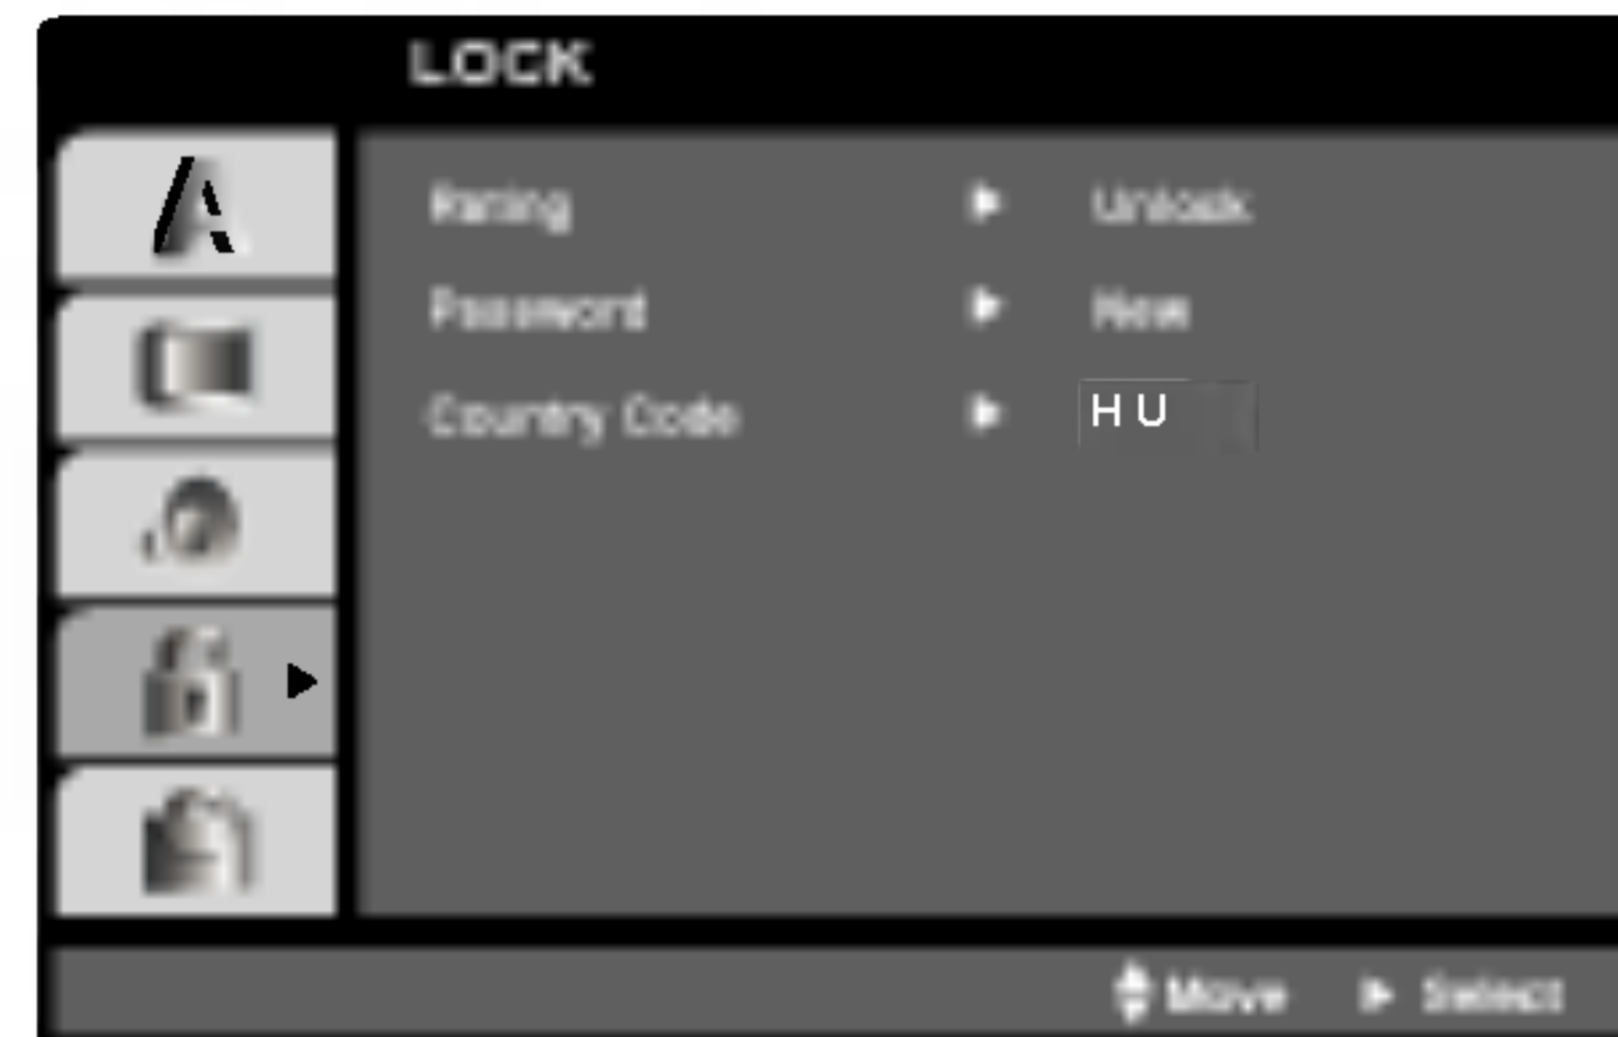 LOCK
Rating Unlock
Password New
Country Code H U
Move Select